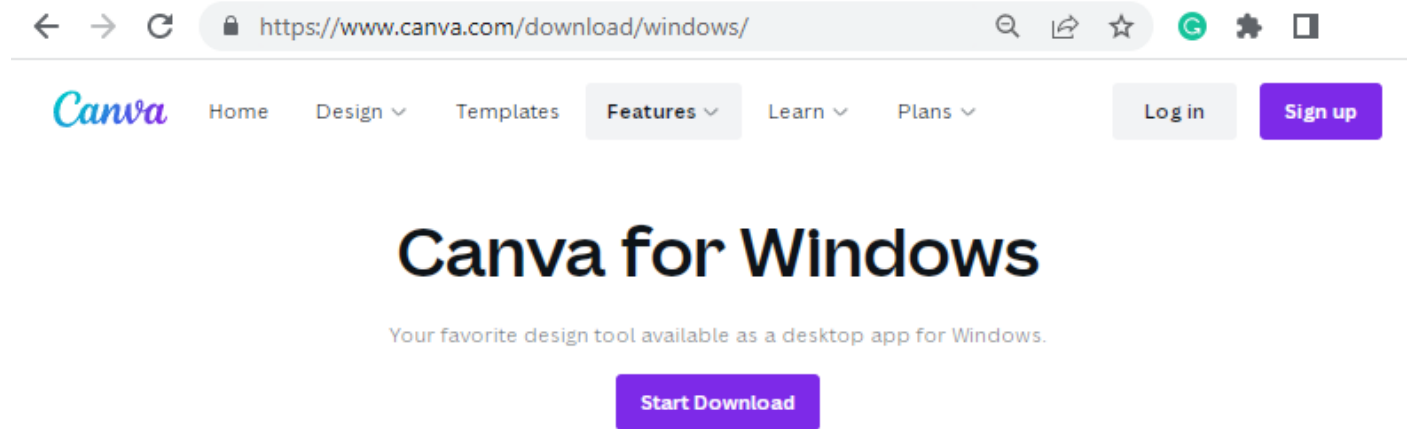 https://www.canva.com/download/windows/
Canva Home Design Templates Features Learn Plans Log in Sign up
Canva for Windows
Your favorite design tool available as a desktop app for Windows.
Start Download